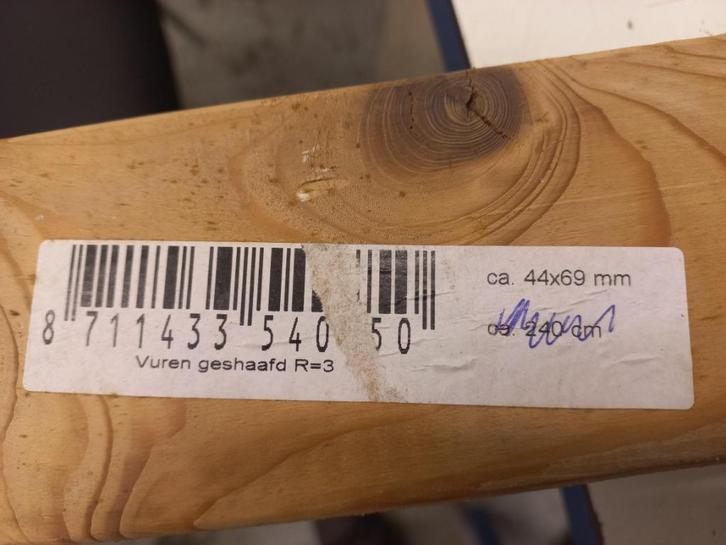 ca. 44x69 mm
ca. 240 cm
8 711433 540 50
Vuren geshaafd R=3